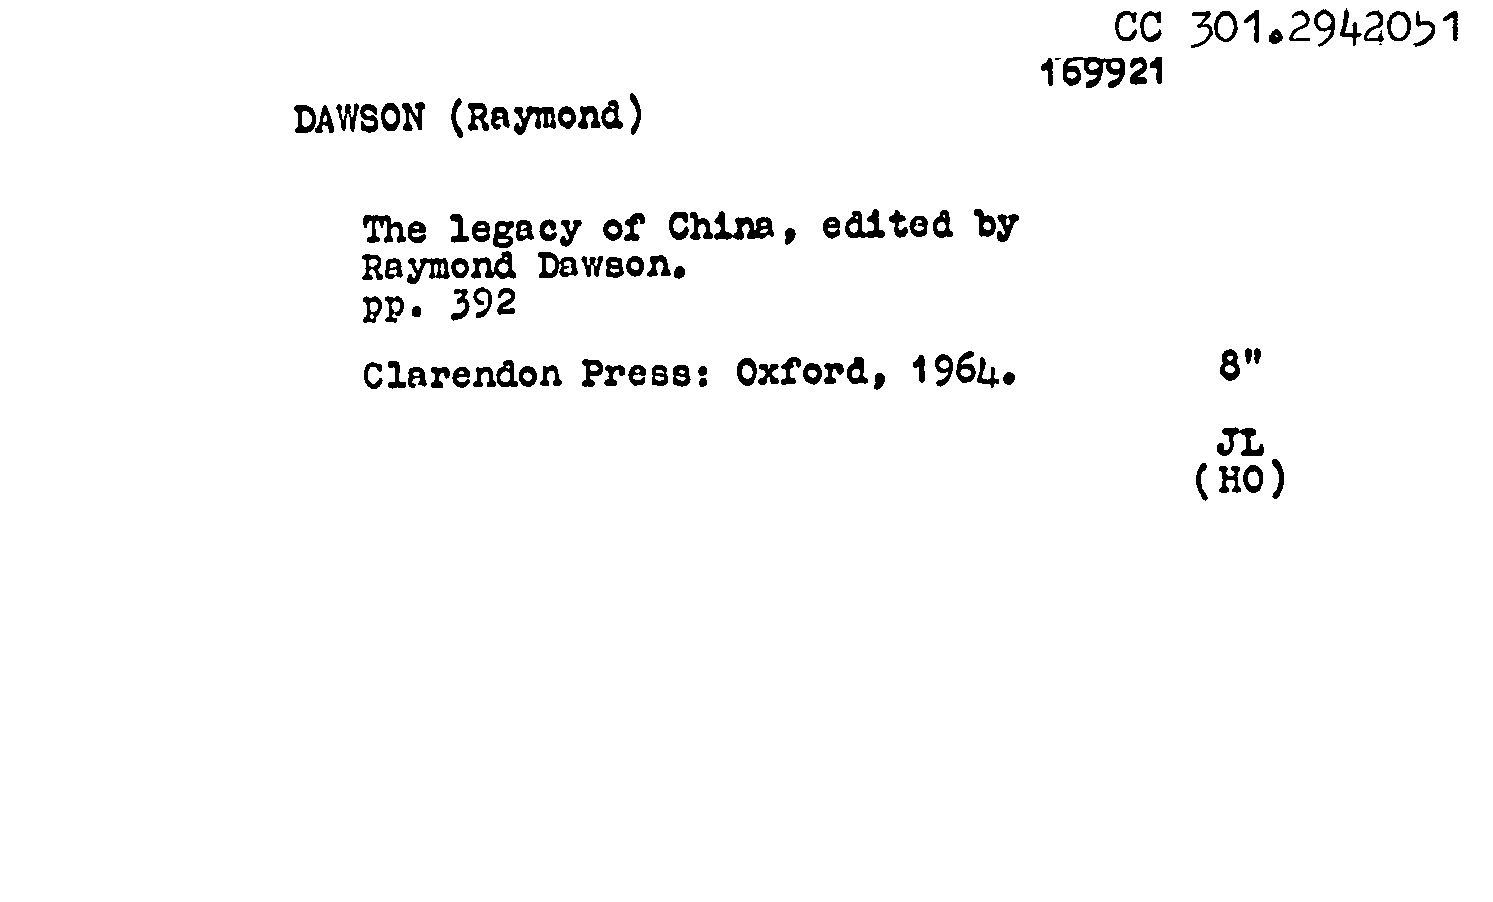 CC 301.2942051
169921
DAWSON (Raymond)
The legacy of China, edited by
Raymond Dawson.
pp. 392
Clarendon Press: Oxford, 1964.
8"
JL
(HO)